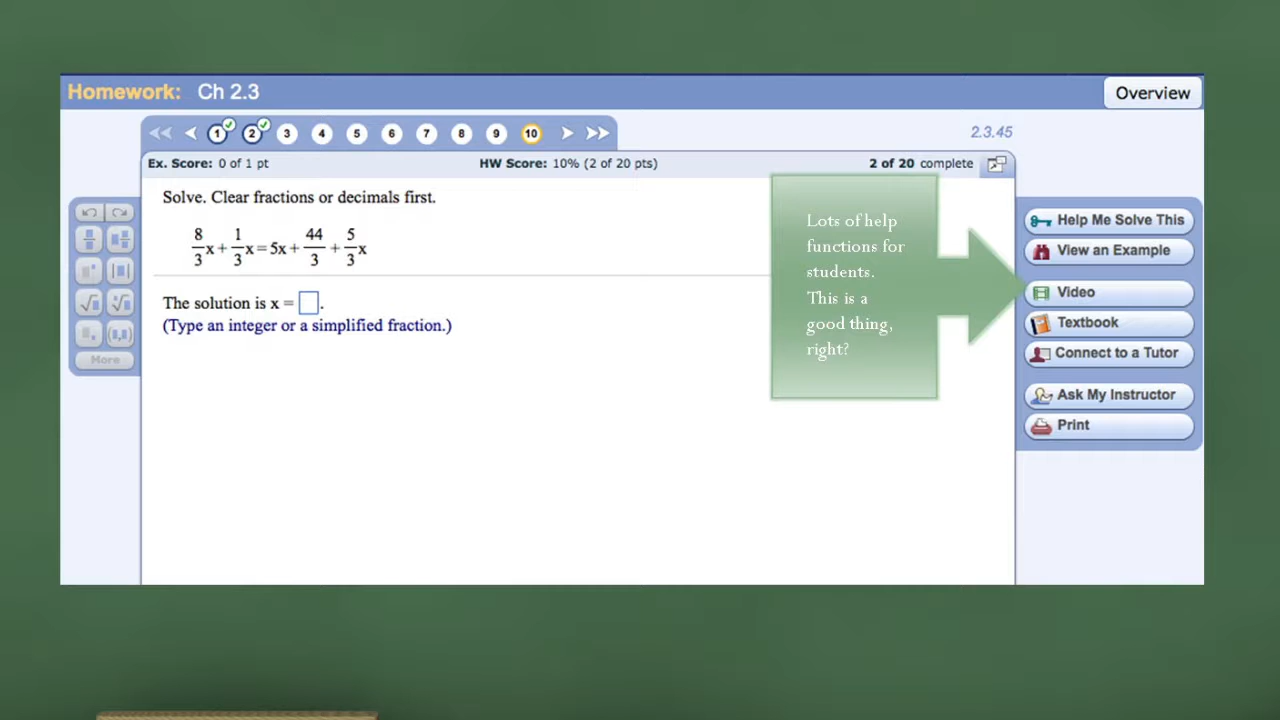 Homework: Ch 2.3
Overview
1 2 3 4 5 6 7 8 9 10
2.3.45
Ex. Score: 0 of 1 pt HW Score: 10% (2 of 20 pts) 2 of 20 complete
Solve. Clear fractions or decimals first.
8/3 x + 1/3 x = 5x + 44/3 + 5/3 x
The solution is x = .
(Type an integer or a simplified fraction.)
More
Lots of help
functions for
students.
This is a
good thing,
right?
Help Me Solve This
View an Example
Video
Textbook
Connect to a Tutor
Ask My Instructor
Print